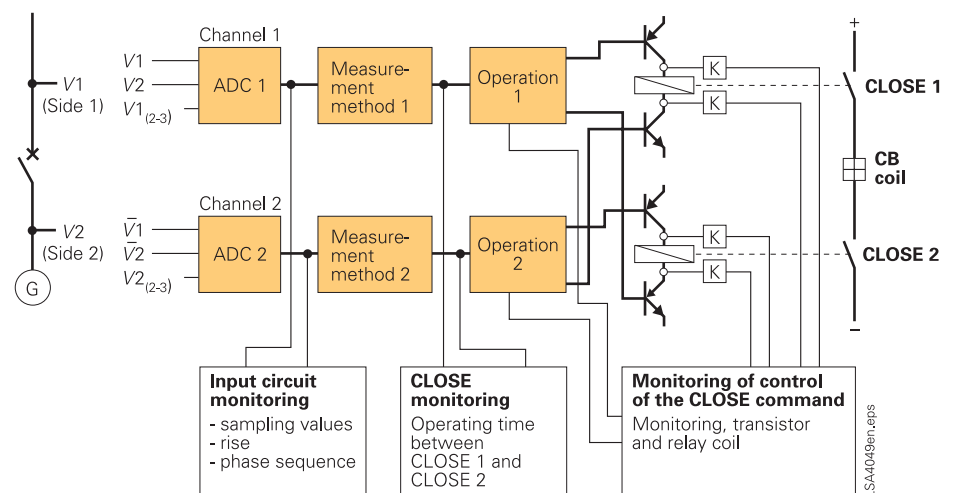 V1
(Side 1)
V2
(Side 2)
G
Channel 1
V1
V2
V1(2-3)
ADC 1
Measure-
ment
method 1
Operation
1
K
K
+
CLOSE 1
CB
coil
Channel 2
V̅1
V̅2
V2(2-3)
ADC 2
Measure-
ment
method 2
Operation
2
K
K
CLOSE 2
–
Input circuit
monitoring
- sampling values
- rise
- phase sequence
CLOSE
monitoring
Operating time
between
CLOSE 1 and
CLOSE 2
Monitoring of control
of the CLOSE command
Monitoring, transistor
and relay coil
LSA4049en.eps